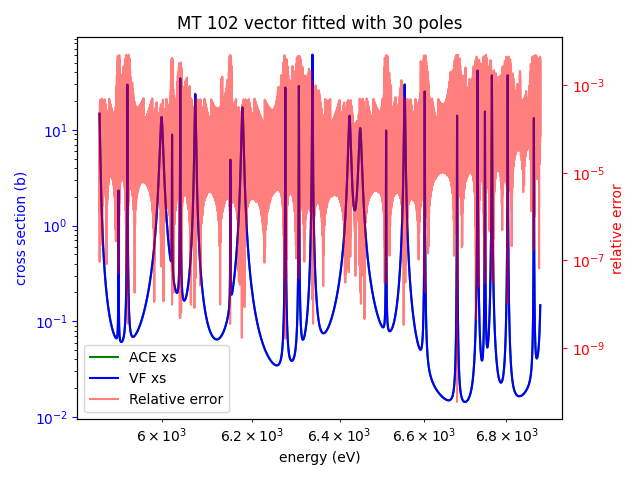 MT 102 vector fitted with 30 poles
cross section (b)
10¹
10⁰
10⁻¹
10⁻²
10⁻³
10⁻⁵
10⁻⁷
10⁻⁹
relative error
ACE xs
VF xs
Relative error
6 × 10³ 6.2 × 10³ 6.4 × 10³ 6.6 × 10³ 6.8 × 10³
energy (eV)